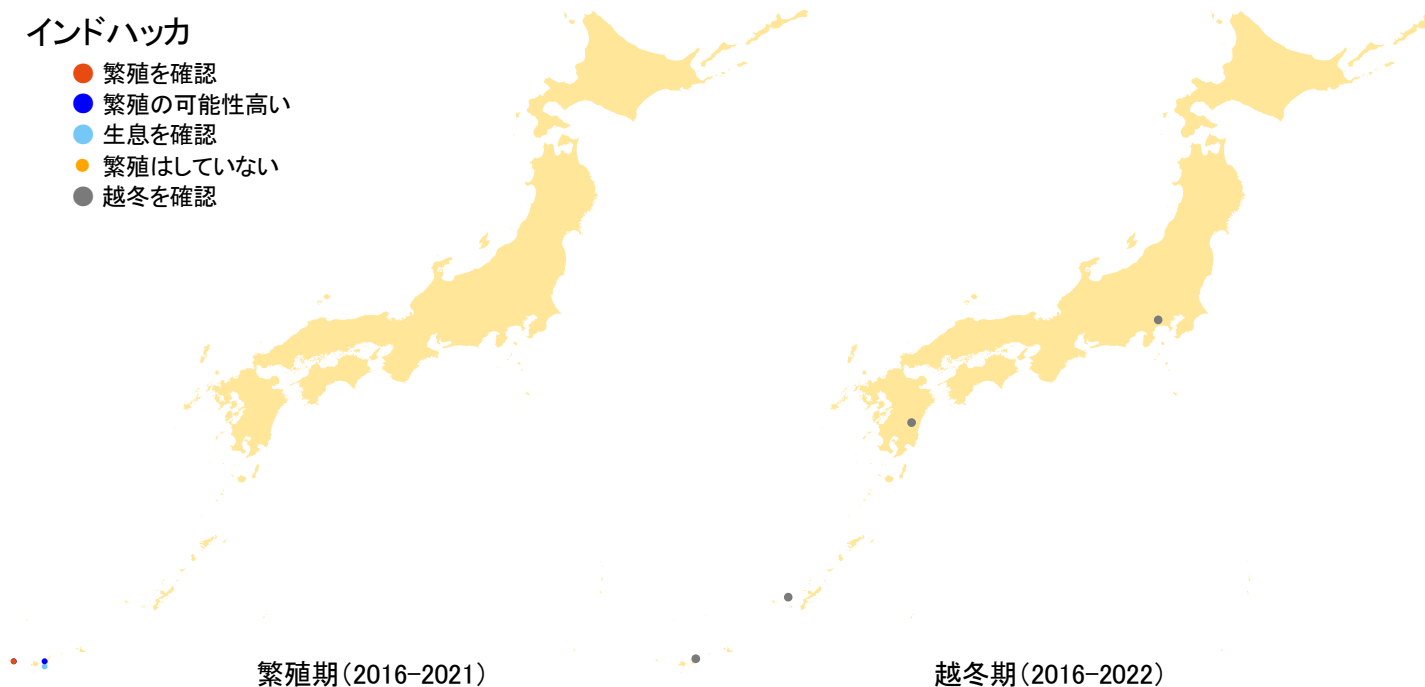 インドハッカ
繁殖を確認
繁殖の可能性高い
生息を確認
繁殖はしていない
越冬を確認
繁殖期(2016-2021)
越冬期(2016-2022)